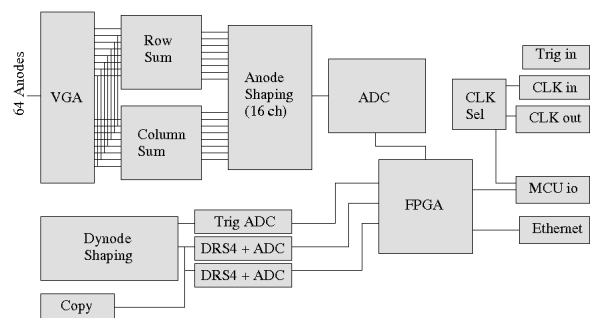 64 Anodes
VGA
Row
Sum
Column
Sum
Anode
Shaping
(16 ch)
ADC
CLK
Sel
Trig in
CLK in
CLK out
MCU io
Ethernet
FPGA
Dynode
Shaping
Trig ADC
DRS4 + ADC
DRS4 + ADC
Copy